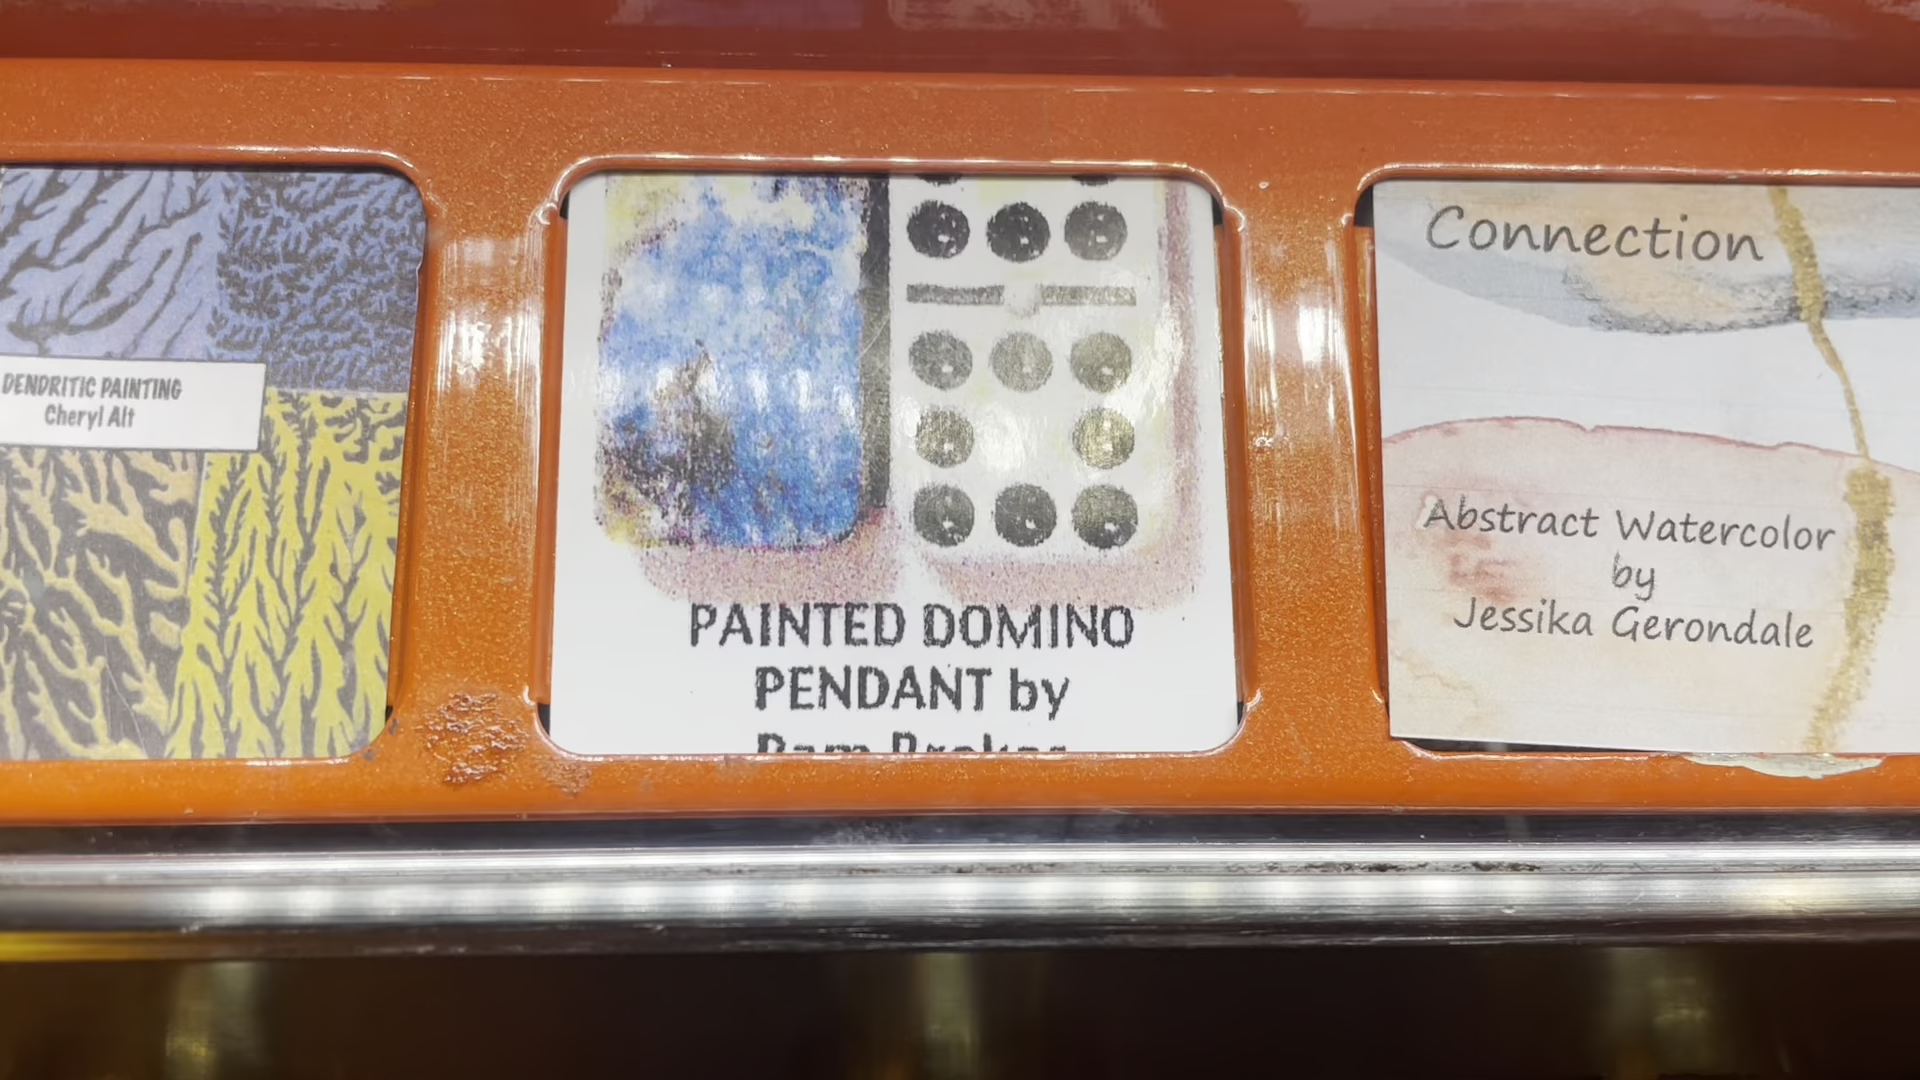 DENDRITIC PAINTING
Cheryl Alt
PAINTED DOMINO
PENDANT by
Connection
Abstract Watercolor
by
Jessika Gerondale